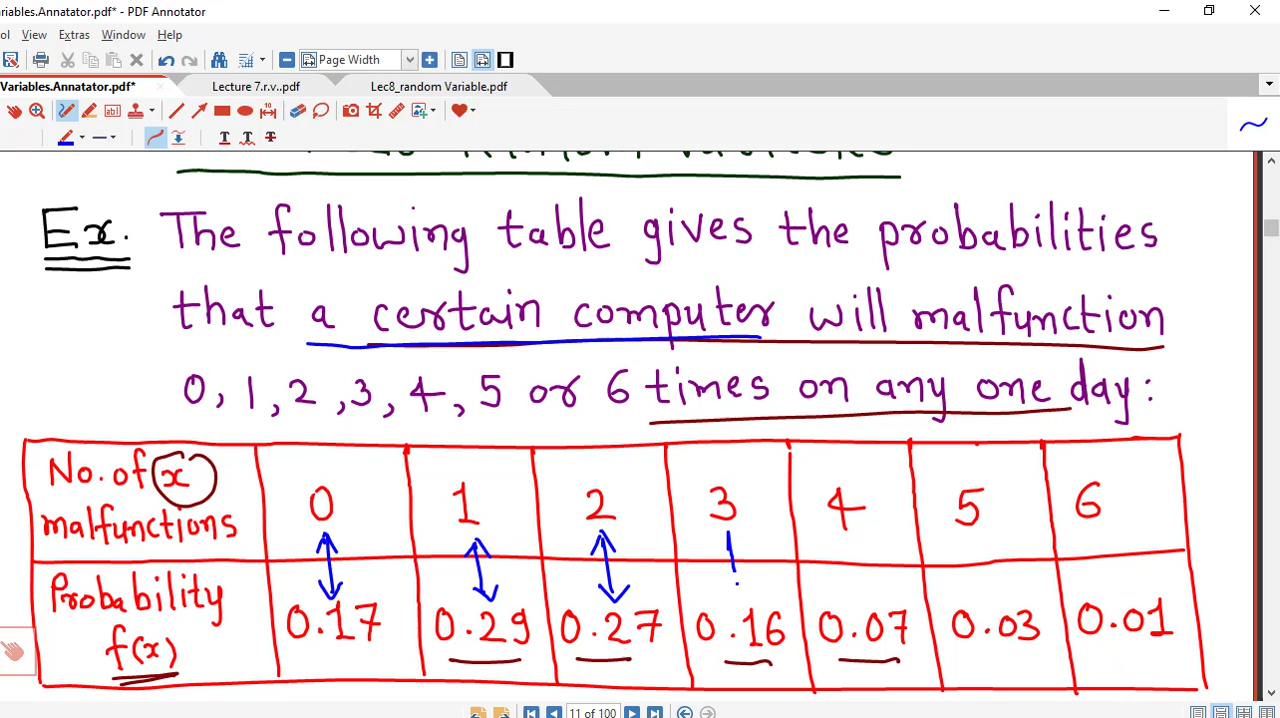 ariables.Annatator.pdf* - PDF Annotator
ol View Extras Window Help
Page Width
Variables.Annatator.pdf* Lecture 7.r.v..pdf Lec8_random Variable.pdf
Ex. The following table gives the probabilities
that a certain computer will malfunction
0, 1, 2, 3, 4, 5 or 6 times on any one day:
No. of x malfunctions 0 1 2 3 4 5 6
Probability f(x) 0.17 0.29 0.27 0.16 0.07 0.03 0.01
11 of 100